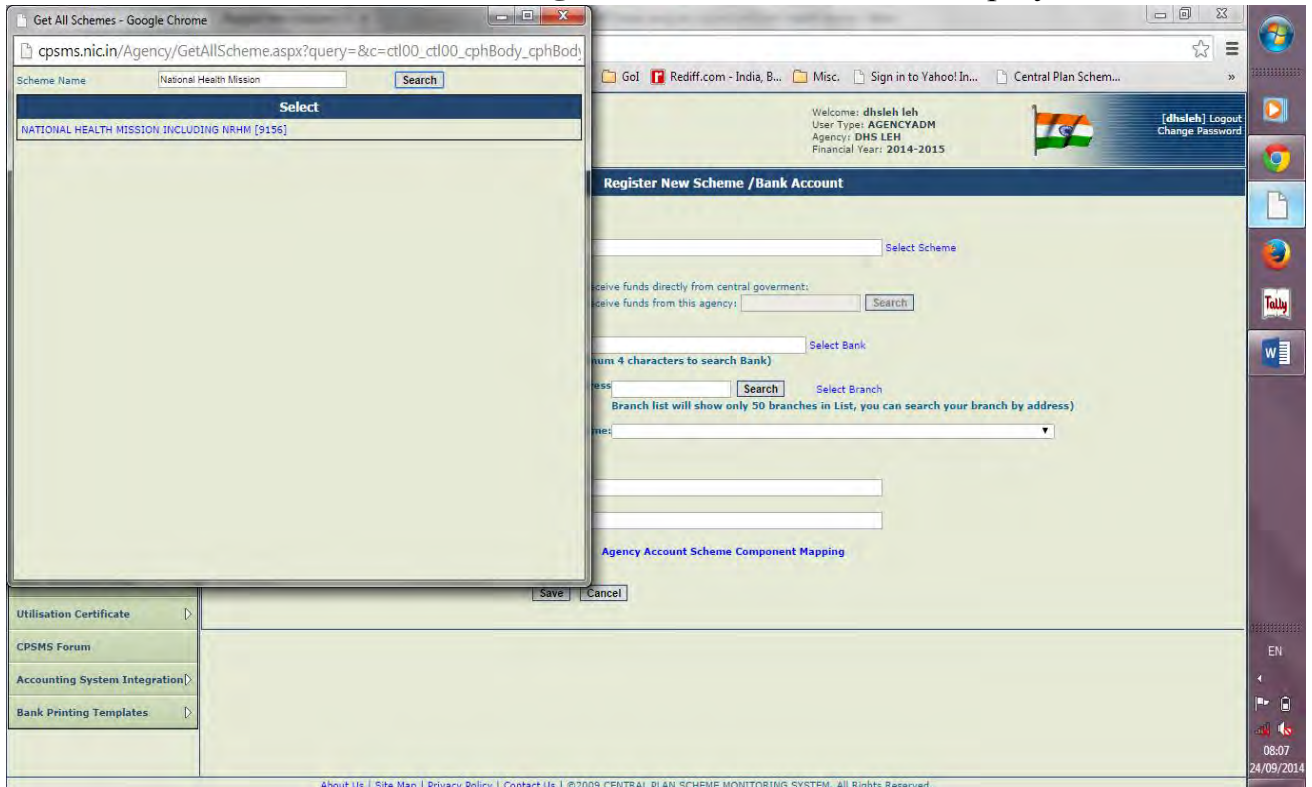 Get All Schemes - Google Chrome
cpsms.nic.in/Agency/GetAllScheme.aspx?query=&c=ctl00_ctl00_cphBody_cphBody
Scheme Name National Health Mission Search
Select
NATIONAL HEALTH MISSION INCLUDING NRHM [9156]
GoI Rediff.com - India, B... Misc. Sign in to Yahoo! In... Central Plan Schem... »
Welcome: dhsleh leh
User Type: AGENCYADM
Agency: DHS LEH
Financial Year: 2014-2015
[dhsleh] Logout
Change Password
Register New Scheme /Bank Account
Select Scheme
receive funds directly from central goverment:
receive funds from this agency: Search
Select Bank
num 4 characters to search Bank)
ess Search Select Branch
Branch list will show only 50 branches in List, you can search your branch by address)
me:
Agency Account Scheme Component Mapping
Save Cancel
Utilisation Certificate
CPSMS Forum
Accounting System Integration
Bank Printing Templates
About Us | Site Map | Privacy Policy | Contact Us | ©2009 CENTRAL PLAN SCHEME MONITORING SYSTEM. All Rights Reserved
Tally
W
EN
08:07
24/09/2014